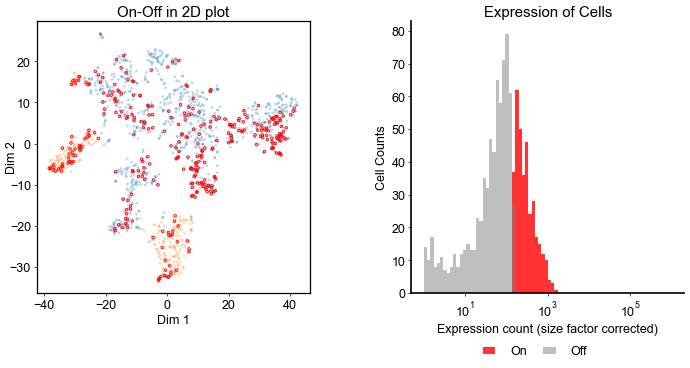 On-Off in 2D plot
Dim 2
20
10
0
−10
−20
−30
−40
−20
0
20
40
Dim 1
Expression of Cells
Cell Counts
80
70
60
50
40
30
20
10
0
10^1
10^3
10^5
Expression count (size factor corrected)
On
Off